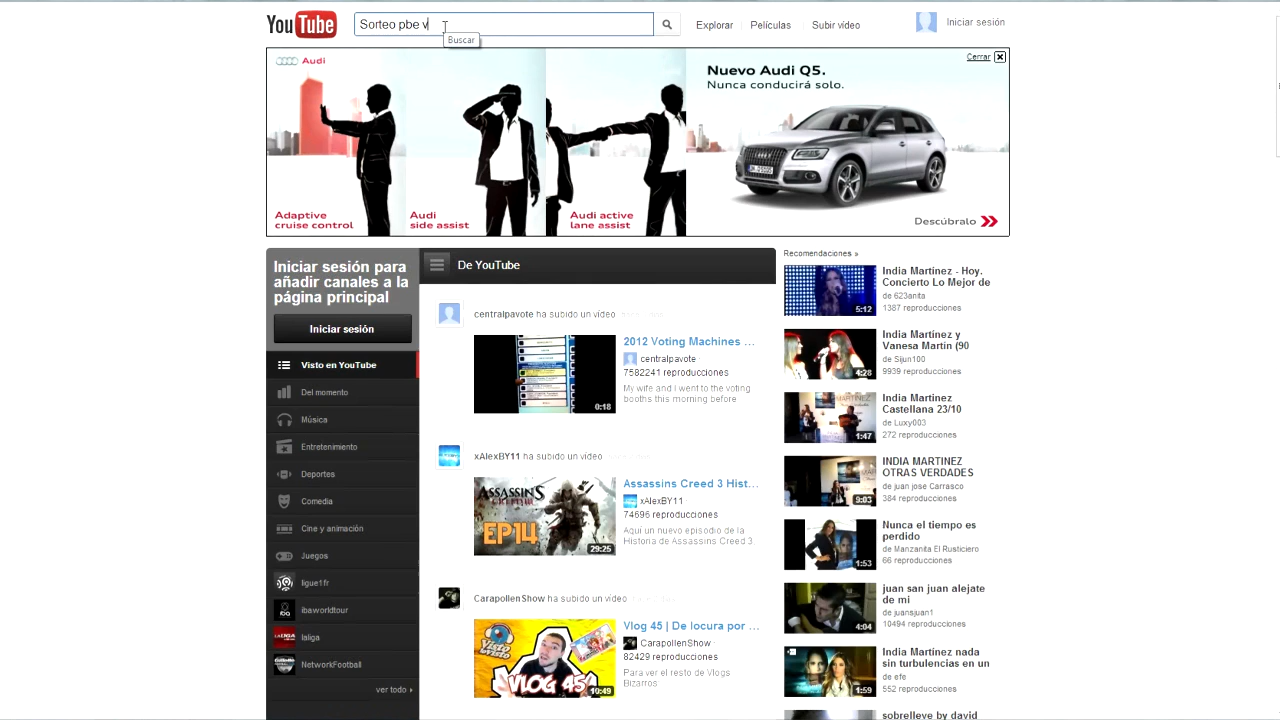 YouTube
Sorteo pbe v
Explorar
Películas
Subir vídeo
Iniciar sesión
Buscar
Audi
Adaptive
cruise control
Audi
side assist
Audi active
lane assist
Nuevo Audi Q5.
Nunca conducirá solo.
Cerrar
Descúbralo
Iniciar sesión para
añadir canales a la
página principal
Iniciar sesión
Visto en YouTube
Del momento
Música
Entretenimiento
Deportes
Comedia
Cine y animación
Juegos
ligue1fr
ibaworldtour
laliga
NetworkFootball
ver todo
De YouTube
centralpavote ha subido un vídeo
0:18
2012 Voting Machines ...
centralpavote
7582241 reproducciones
My wife and I went to the voting
booths this morning before
xAlexBY11 ha subido un vídeo
ASSASSIN'S
EP14
29:25
Assassins Creed 3 Hist...
xAlexBY11
74696 reproducciones
Aquí un nuevo episodio de la
Historia de Assassins Creed 3
CarapollenShow ha subido un vídeo
VLOG 45
10:49
Vlog 45 | De locura por ...
CarapollenShow
82429 reproducciones
Para ver el resto de Vlogs
Bizarros
Recomendaciones »
5:12
India Martínez - Hoy.
Concierto Lo Mejor de
de 623anita
1387 reproducciones
4:28
India Martínez y
Vanesa Martín (90
de Sijun100
9939 reproducciones
1:47
India Martínez
Castellana 23/10
de Luxy003
272 reproducciones
9:03
INDIA MARTINEZ
OTRAS VERDADES
de juan jose Carrasco
384 reproducciones
1:53
Nunca el tiempo es
perdido
de Manzanita El Rusticiero
66 reproducciones
4:04
juan san juan alejate
de mi
de juansjuan1
10494 reproducciones
1:59
India Martínez nada
sin turbulencias en un
de efe
552 reproducciones
sobrelleve by david